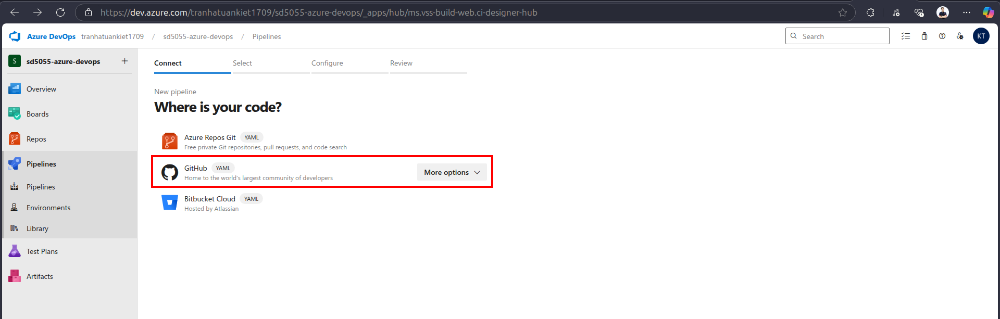 https://dev.azure.com/tranhatuankiet1709/sd5055-azure-devops/_apps/hub/ms.vss-build-web.ci-designer-hub
Azure DevOps tranhatuankiet1709 / sd5055-azure-devops / Pipelines
Search
KT
S sd5055-azure-devops +
Overview
Boards
Repos
Pipelines
Pipelines
Environments
Library
Test Plans
Artifacts
Connect Select Configure Review
New pipeline
Where is your code?
Azure Repos Git YAML
Free private Git repositories, pull requests, and code search
GitHub YAML
Home to the world's largest community of developers
More options
Bitbucket Cloud YAML
Hosted by Atlassian